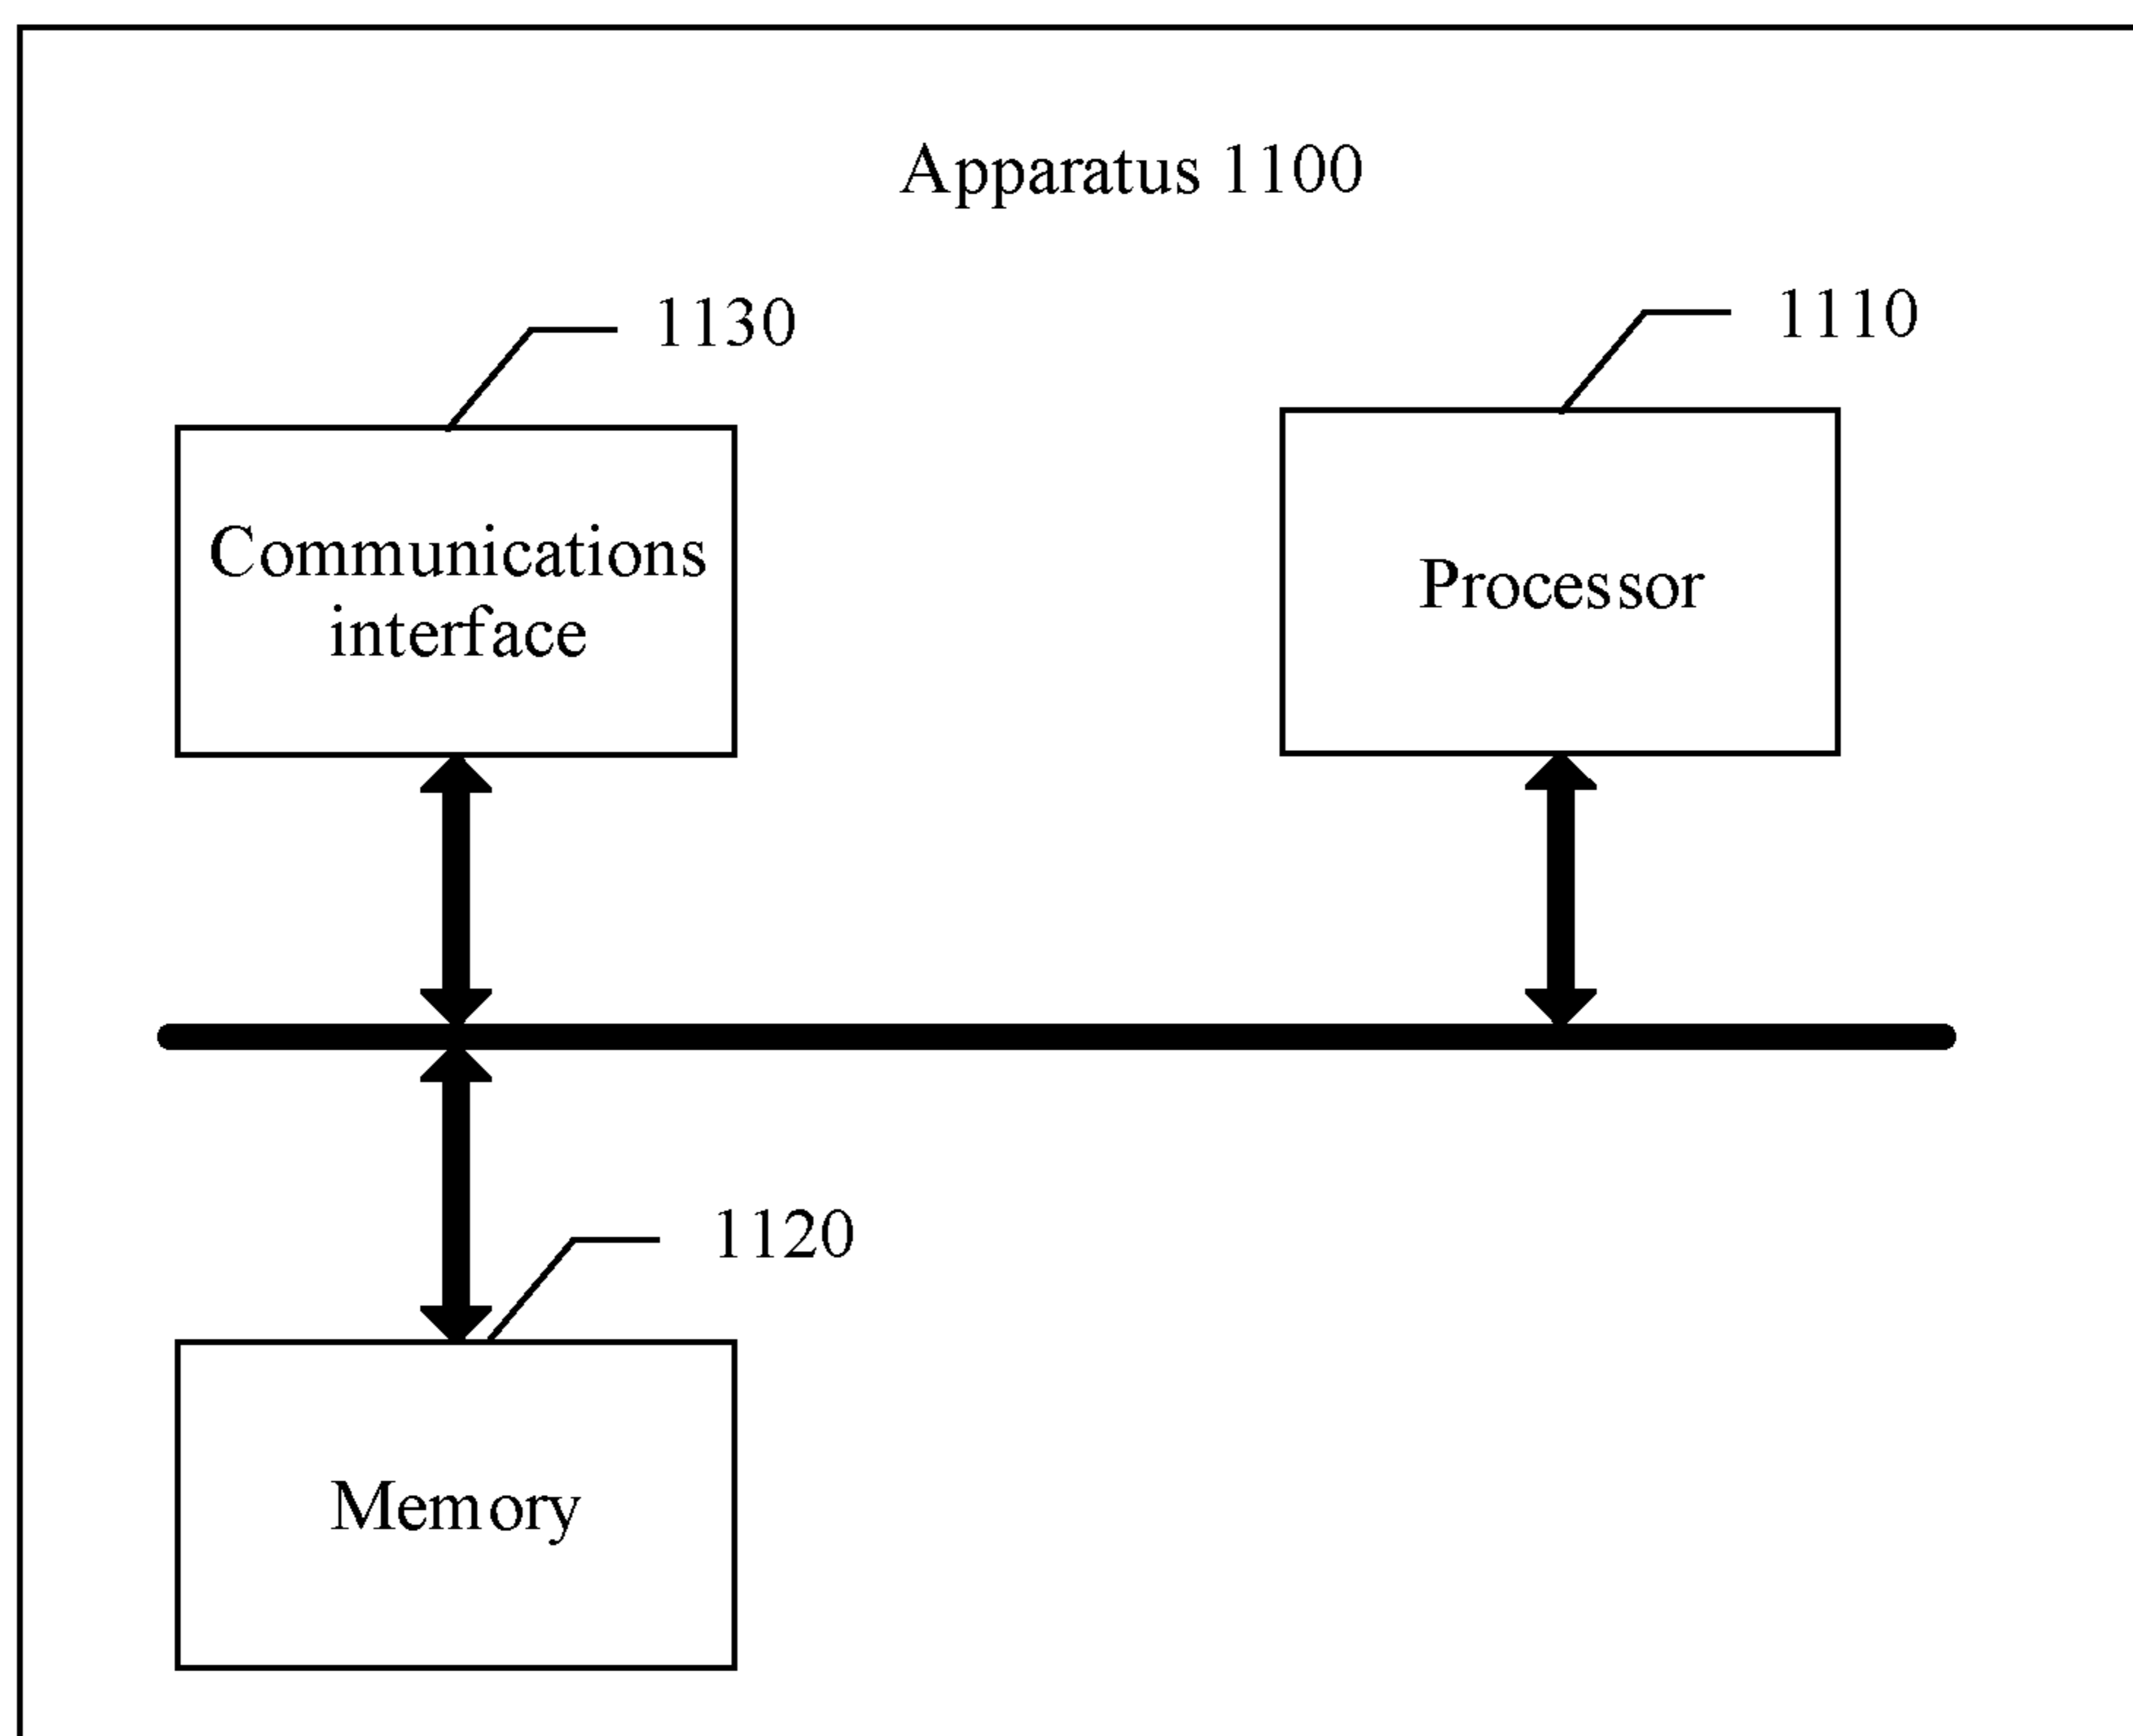 Apparatus 1100
1130
1110
Communications
interface
Processor
1120
Memory